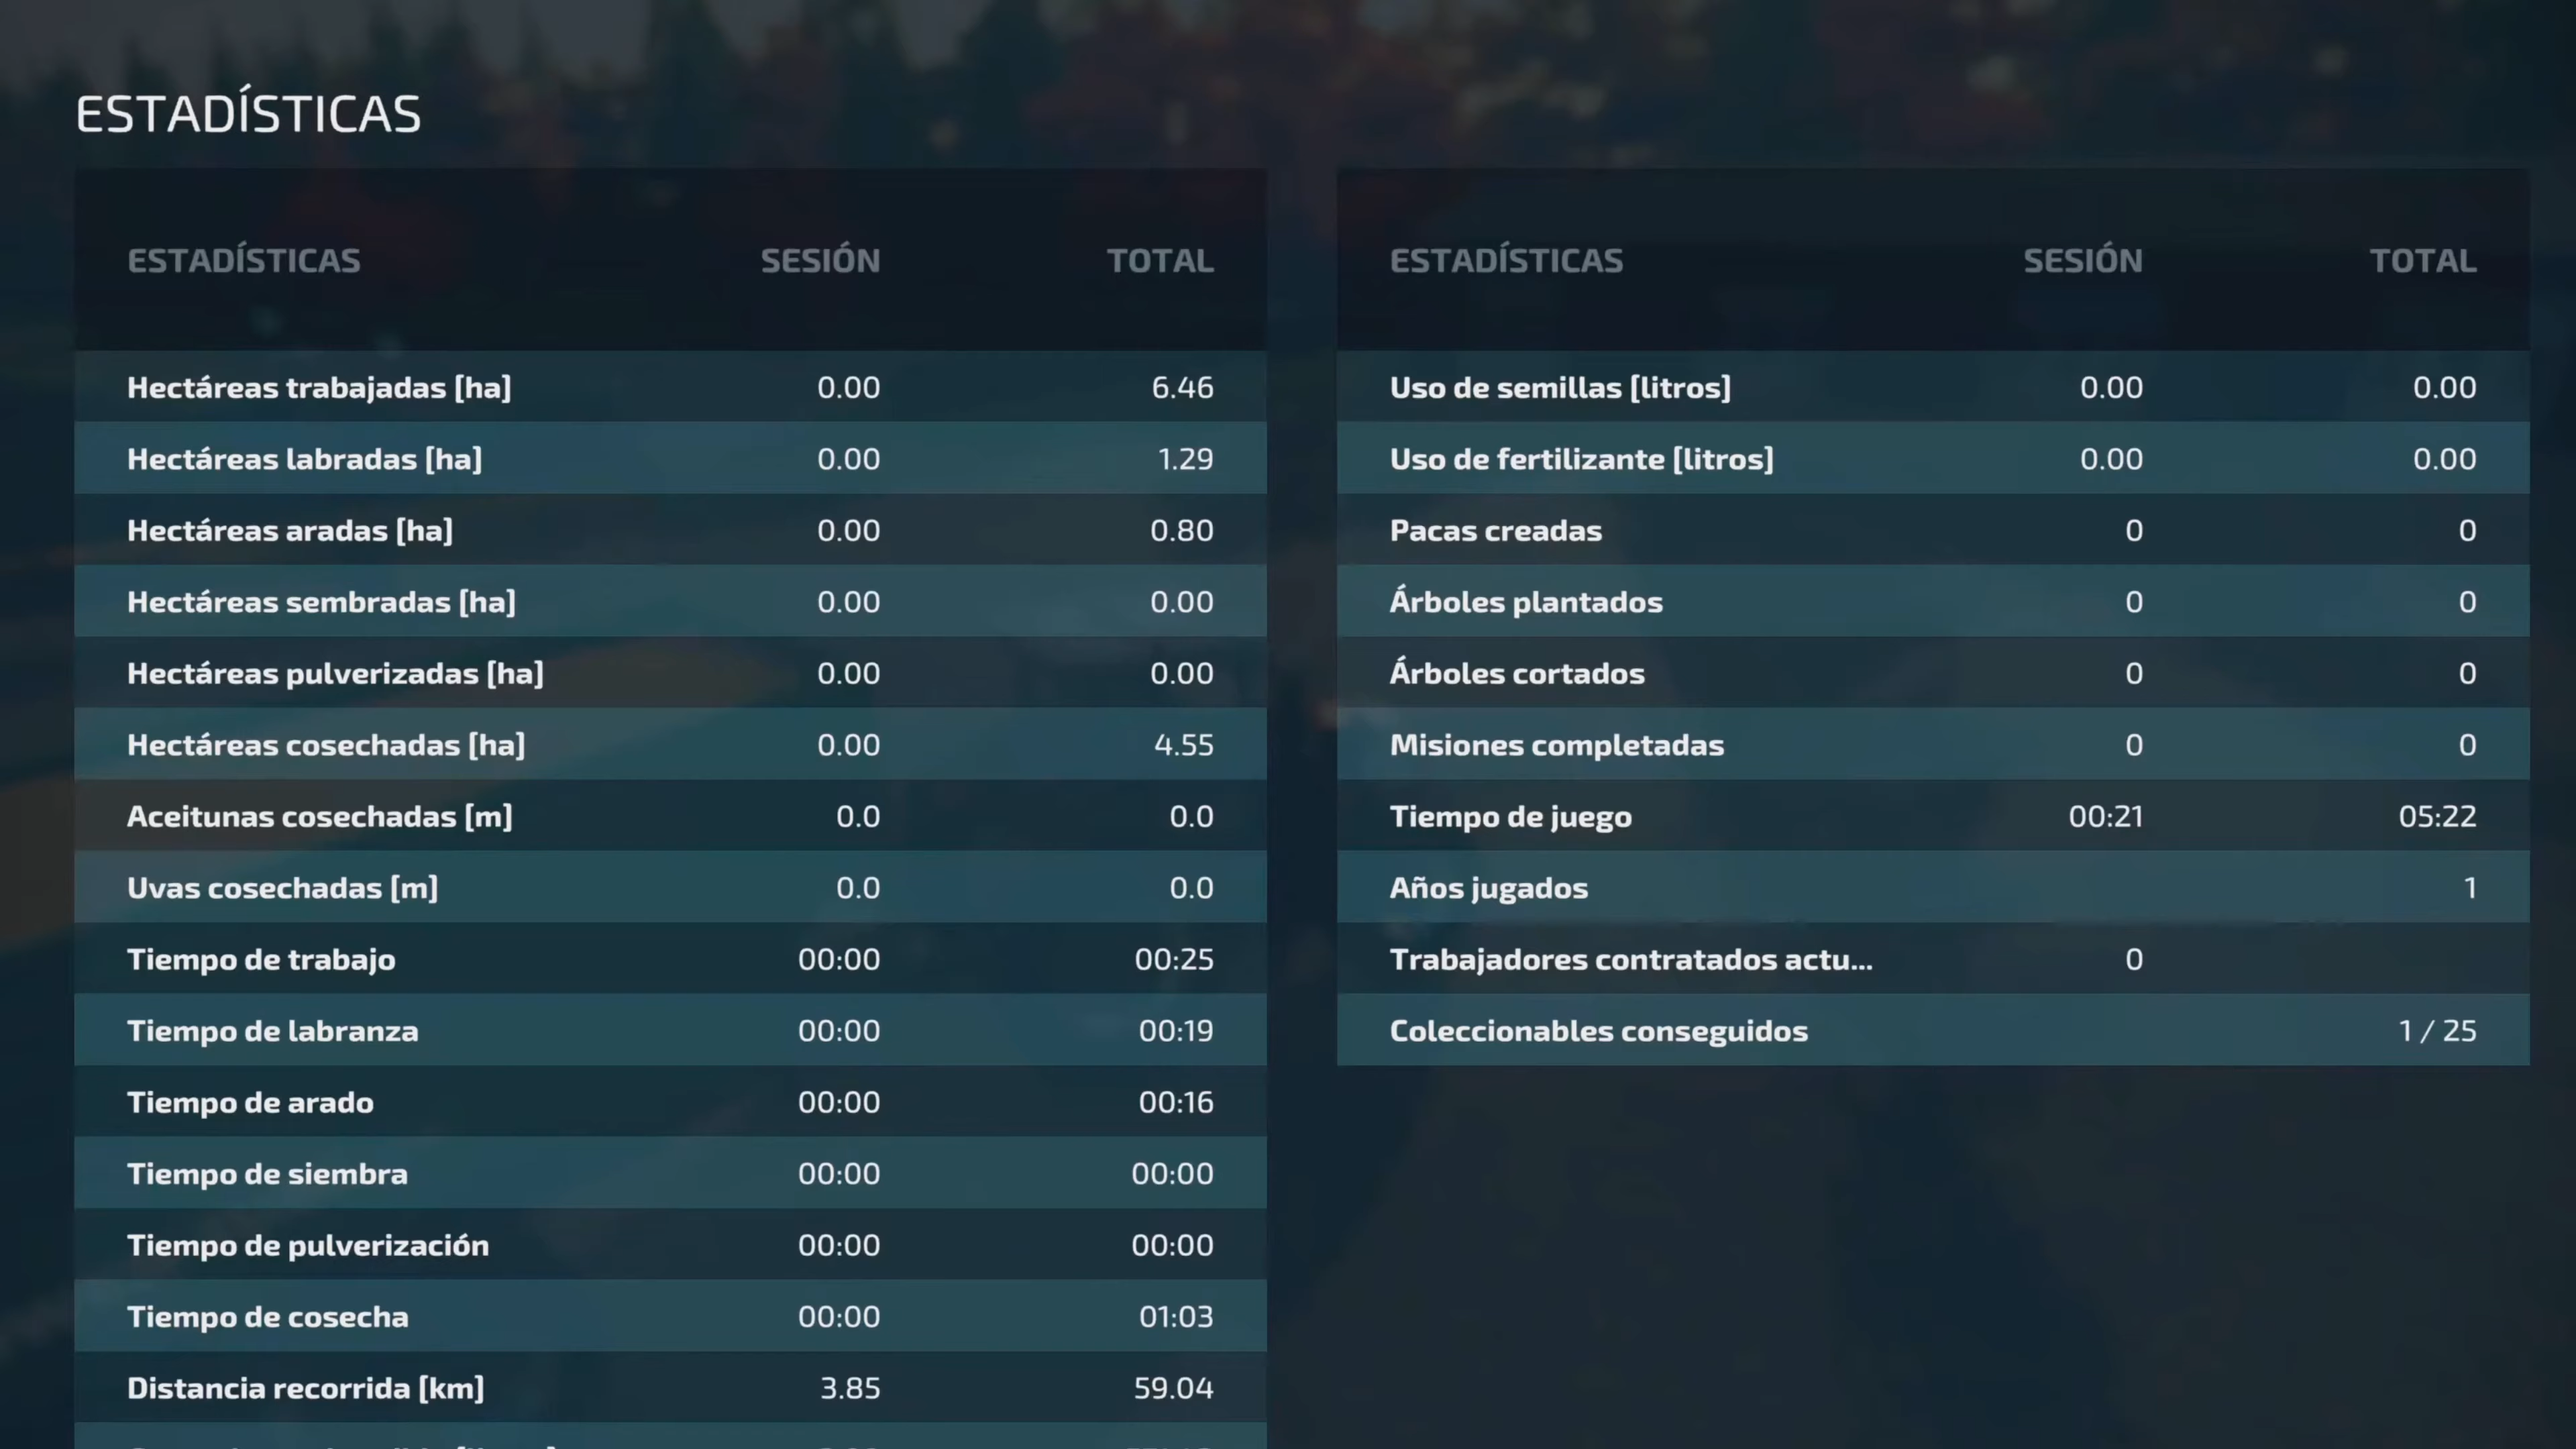 ESTADÍSTICAS
ESTADÍSTICAS SESIÓN TOTAL
Hectáreas trabajadas [ha] 0.00 6.46
Hectáreas labradas [ha] 0.00 1.29
Hectáreas aradas [ha] 0.00 0.80
Hectáreas sembradas [ha] 0.00 0.00
Hectáreas pulverizadas [ha] 0.00 0.00
Hectáreas cosechadas [ha] 0.00 4.55
Aceitunas cosechadas [m] 0.0 0.0
Uvas cosechadas [m] 0.0 0.0
Tiempo de trabajo 00:00 00:25
Tiempo de labranza 00:00 00:19
Tiempo de arado 00:00 00:16
Tiempo de siembra 00:00 00:00
Tiempo de pulverización 00:00 00:00
Tiempo de cosecha 00:00 01:03
Distancia recorrida [km] 3.85 59.04
ESTADÍSTICAS SESIÓN TOTAL
Uso de semillas [litros] 0.00 0.00
Uso de fertilizante [litros] 0.00 0.00
Pacas creadas 0 0
Árboles plantados 0 0
Árboles cortados 0 0
Misiones completadas 0 0
Tiempo de juego 00:21 05:22
Años jugados 1
Trabajadores contratados actu... 0
Coleccionables conseguidos 1 / 25